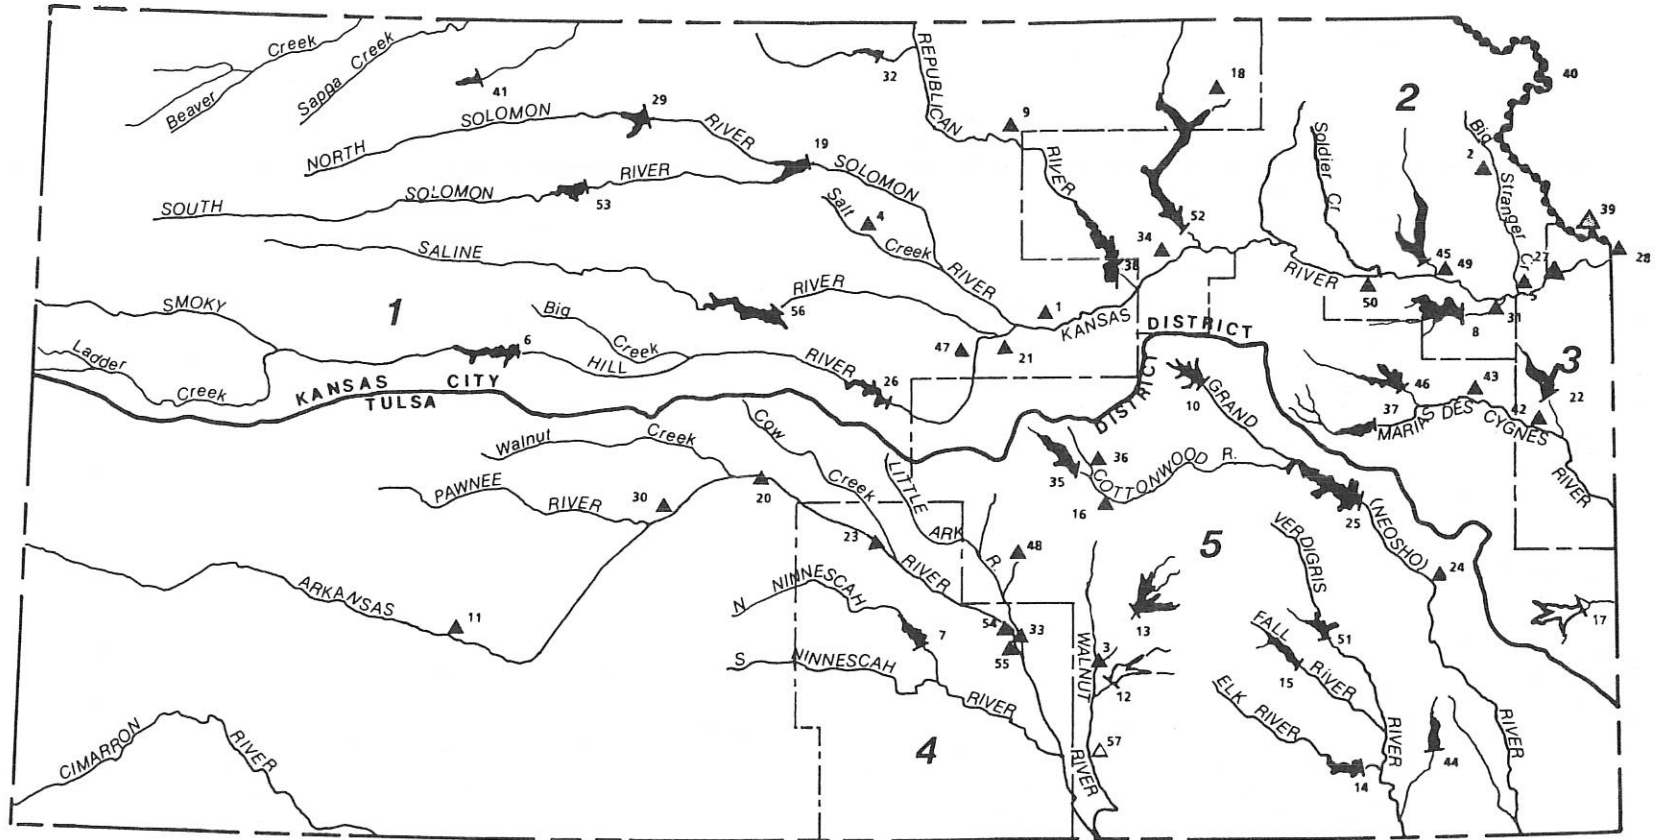 Beaver Creek
Sappa Creek
41
32
REPUBLICAN
RIVER
9
18
2
40
29
NORTH SOLOMON RIVER
19
SOLOMON
RIVER
Soldier Cr
Big
2
Stranger
Cr
39
SOUTH SOLOMON RIVER
53
Salt
4
Creek
52
34
38
45
49
27
28
SALINE
RIVER
56
1
KANSAS
RIVER
50
5
31
8
1
SMOKY
HILL
RIVER
Big
Creek
6
47
21
26
Ladder
Creek
KANSAS CITY
DISTRICT
TULSA
DISTRICT
3
46
43
22
37
42
MARIAS DES CYGNES
RIVER
10
GRAND
(NEOSHO)
RIVER
Walnut Creek
Cow
Creek
LITTLE
ARK
R.
36
35
COTTONWOOD R.
16
25
PAWNEE RIVER
30
20
23
48
5
24
VERDIGRIS
RIVER
ARKANSAS
RIVER
11
N NINNESCAH
7
54
33
55
13
3
12
WALNUT
RIVER
57
FALL
RIVER
15
51
17
S NINNESCAH
RIVER
ELK RIVER
14
44
4
CIMARRON
RIVER